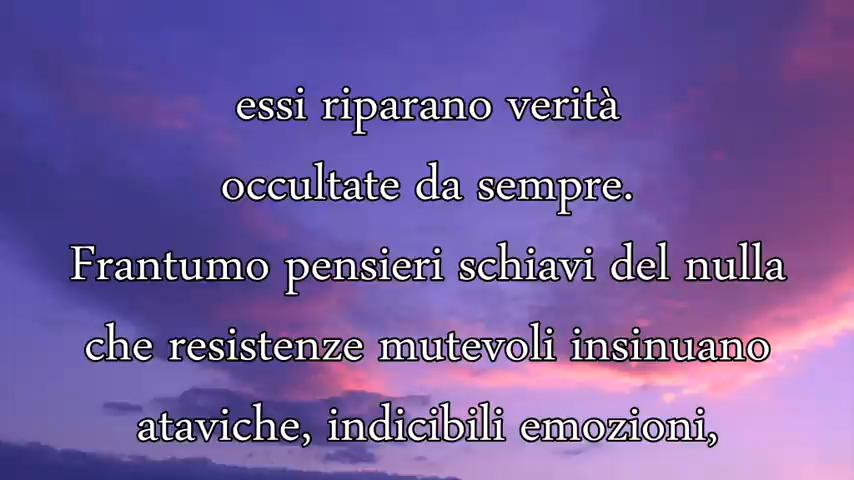 essi riparano verità
occultate da sempre.
Frantumo pensieri schiavi del nulla
che resistenze mutevoli insinuano
ataviche, indicibili emozioni,